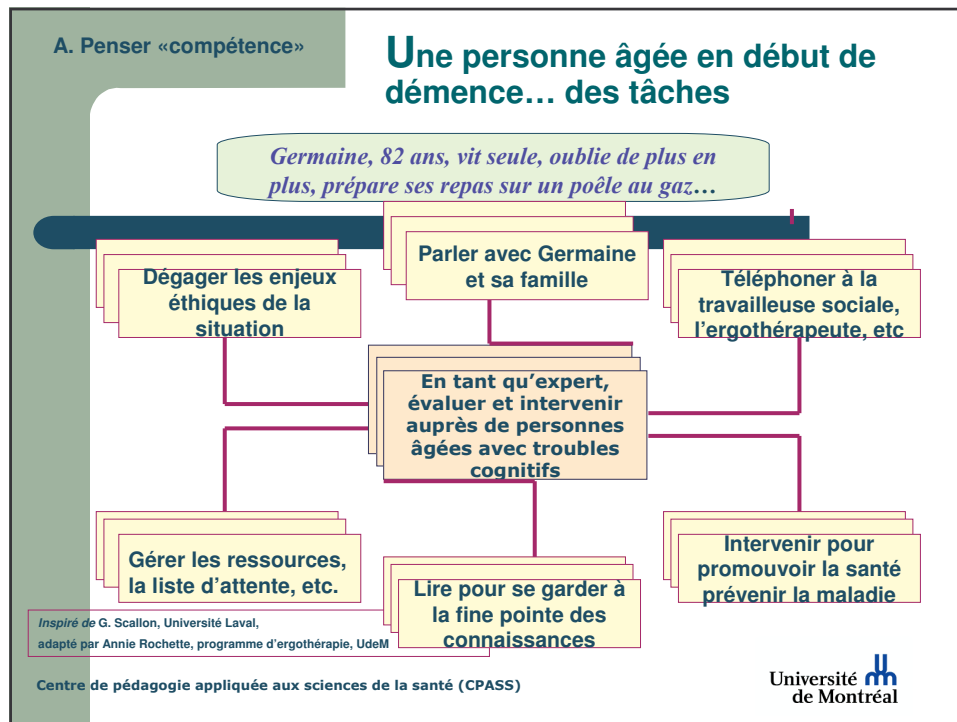 A. Penser «compétence»
Une personne âgée en début de
démence… des tâches
Germaine, 82 ans, vit seule, oublie de plus en
plus, prépare ses repas sur un poêle au gaz…
Dégager les enjeux
éthiques de la
situation
Parler avec Germaine
et sa famille
Téléphoner à la
travailleuse sociale,
l’ergothérapeute, etc
En tant qu’expert,
évaluer et intervenir
auprès de personnes
âgées avec troubles
cognitifs
Gérer les ressources,
la liste d’attente, etc.
Lire pour se garder à
la fine pointe des
connaissances
Intervenir pour
promouvoir la santé
prévenir la maladie
Inspiré de G. Scallon, Université Laval,
adapté par Annie Rochette, programme d’ergothérapie, UdeM
Centre de pédagogie appliquée aux sciences de la santé (CPASS)
Université
de Montréal